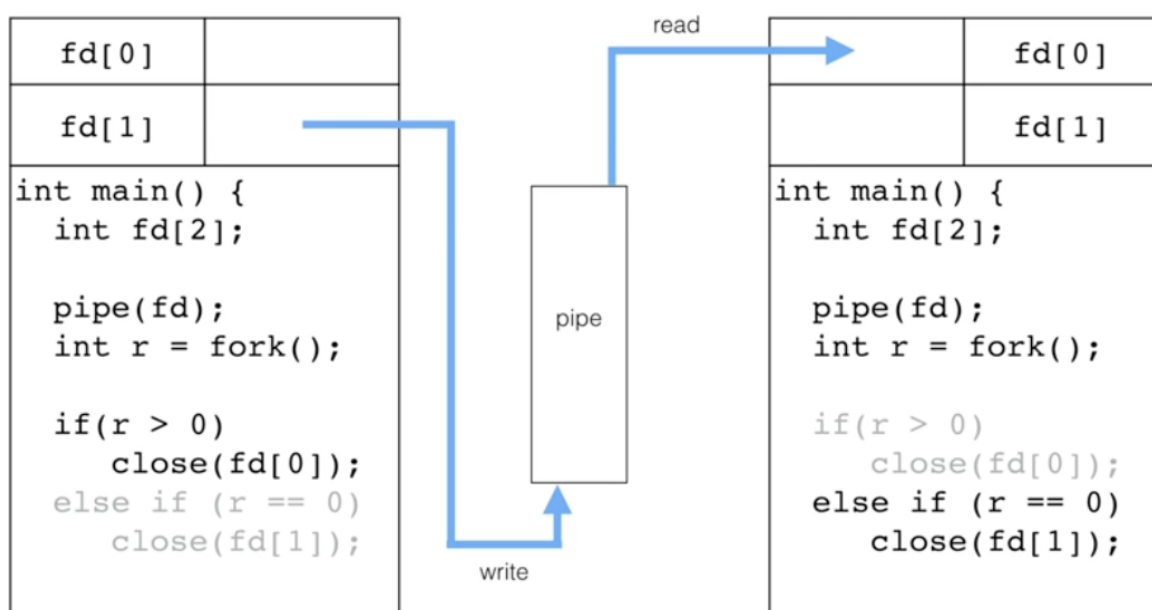 fd[0]
fd[1]
int main() {
int fd[2];
pipe(fd);
int r = fork();
if(r > 0)
close(fd[0]);
else if (r == 0)
close(fd[1]);
write
pipe
read
fd[0]
fd[1]
int main() {
int fd[2];
pipe(fd);
int r = fork();
if(r > 0)
close(fd[0]);
else if (r == 0)
close(fd[1]);